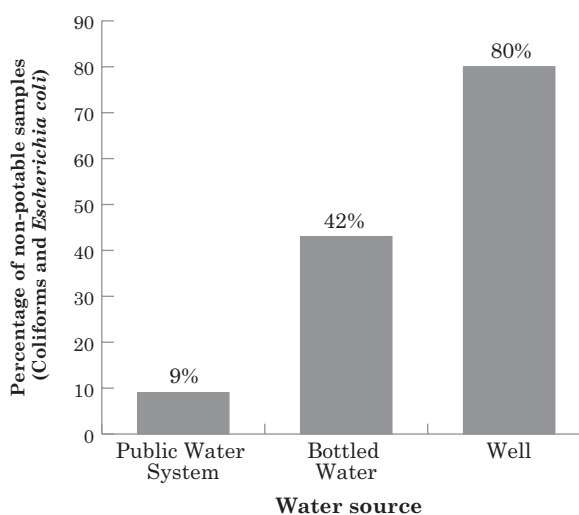 Percentage of non-potable samples
(Coliforms and Escherichia coli)
90
80
70
60
50
40
30
20
10
0
9%
42%
80%
Public Water
System
Bottled
Water
Well
Water source